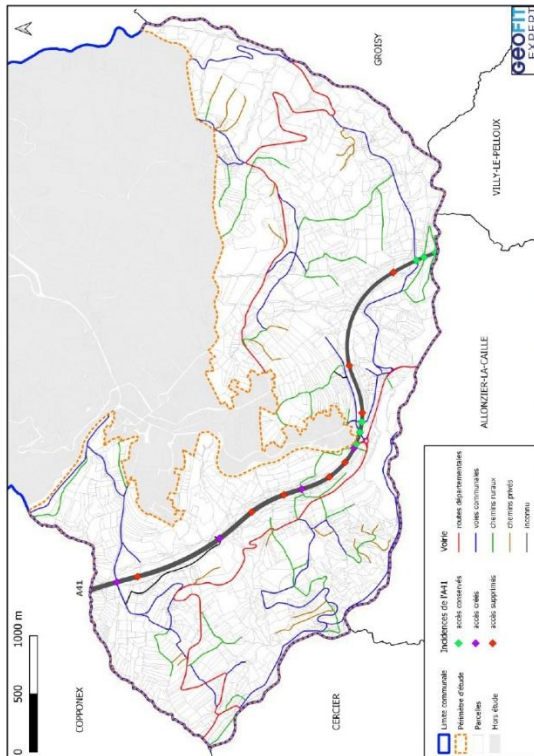 GEOFIT
EXPERT
GROISY
VILLY-LE-PELLOUX
ALLONZIER-LA-CAILLE
CERCIER
COPPONEX
A41
0 500 1000 m
Limite communale
Périmètre d'étude
Parcelles
Hors étude
Incidences de l'A41
accès conservés
accès créés
accès supprimés
Voirie
routes départementales
voies communales
chemins ruraux
chemins privés
inconnu